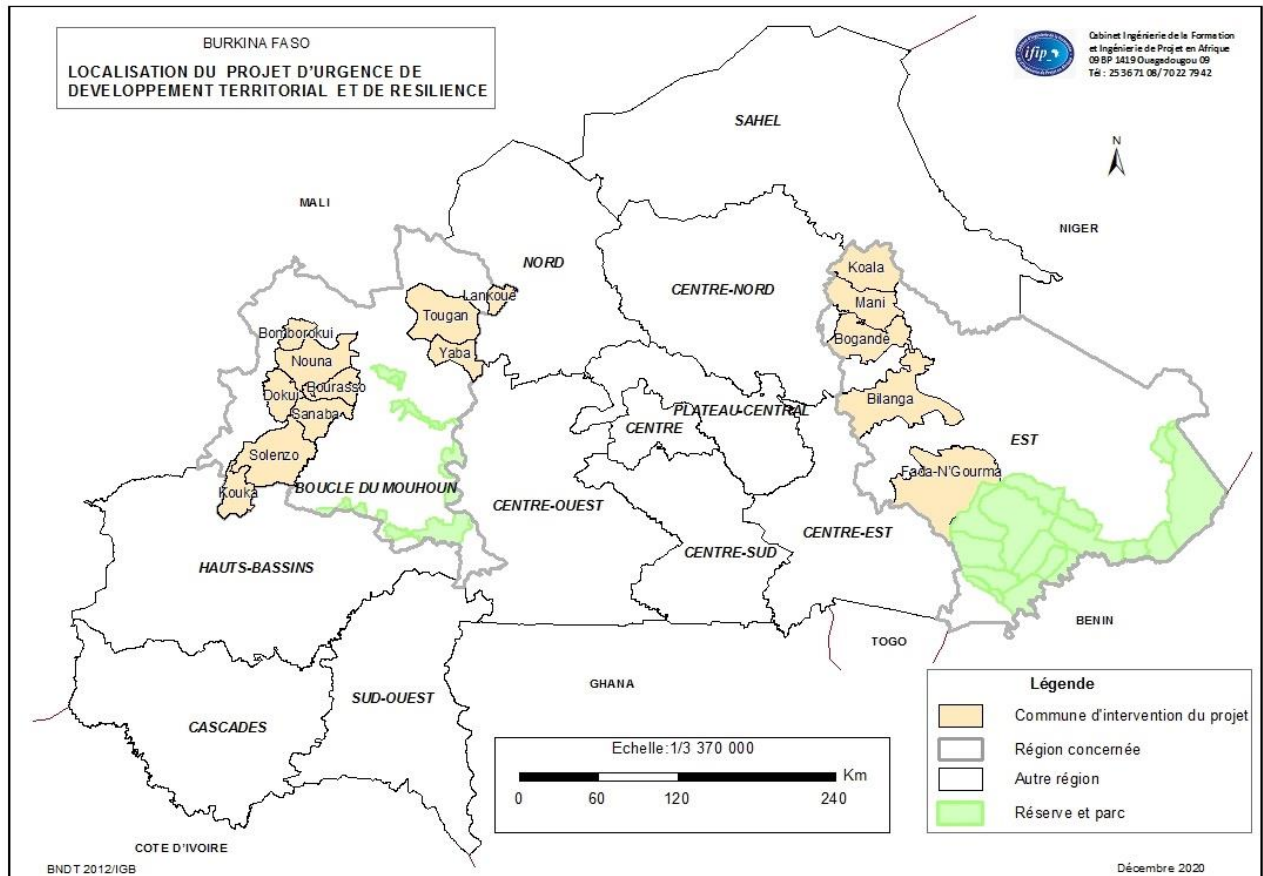 BURKINA FASO
LOCALISATION DU PROJET D'URGENCE DE
DEVELOPPEMENT TERRITORIAL ET DE RESILIENCE
ifip
Cabinet Ingénierie de la Formation
et Ingénierie de Projet en Afrique
09 BP 1419 Ouagadougou 09
Tél : 25 36 71 08/ 70 22 79 42
N
SAHEL
MALI
NIGER
NORD
CENTRE-NORD
Koala
Mani
Bogandé
Bilanga
Lankoue
Tougan
Yaba
Bomborokui
Nouna
Dokui
Bourasso
Sanaba
Solenzo
Kouka
PLATEAU-CENTRAL
CENTRE
EST
Fada-N'Gourma
BOUCLE DU MOUHOUN
CENTRE-OUEST
CENTRE-EST
CENTRE-SUD
HAUTS-BASSINS
BENIN
TOGO
GHANA
SUD-OUEST
CASCADES
COTE D'IVOIRE
Echelle:1/3 370 000
Km
0 60 120 240
Légende
Commune d'intervention du projet
Région concernée
Autre région
Réserve et parc
BNDT 2012/IGB
Décembre 2020